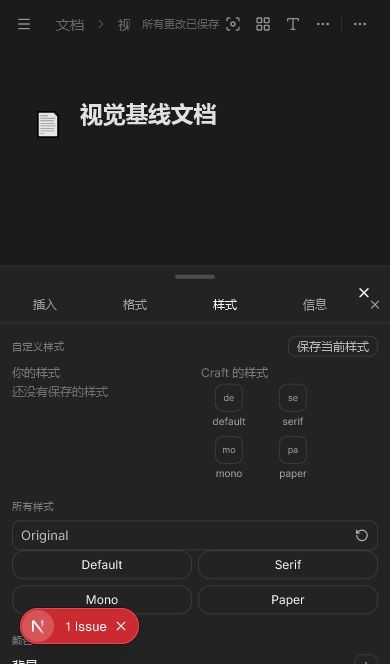 文档 所有更改已保存
视觉基线文档
插入 格式 样式 信息
自定义样式 保存当前样式
你的样式 Craft 的样式
还没有保存的样式
de se
default serif
mo pa
mono paper
所有样式
Original
Default Serif
Mono Paper
N 1 Issue